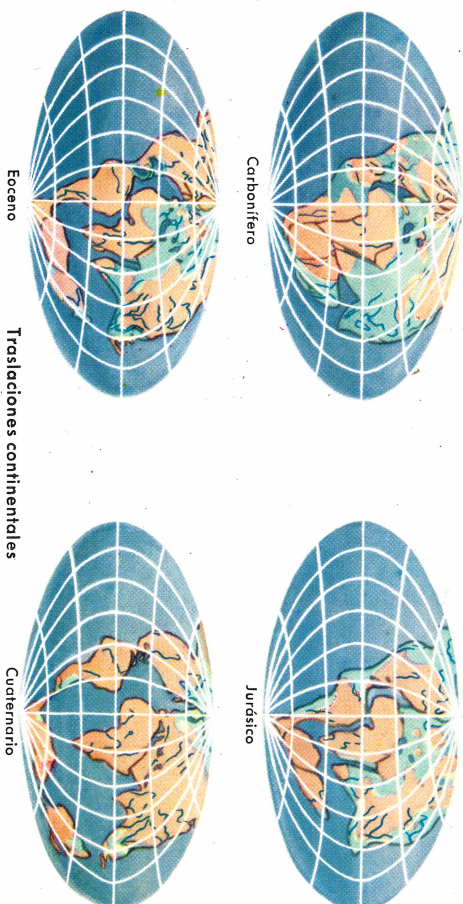 Carbonífero
Jurásico
Eoceno
Cuaternario
Traslaciones continentales